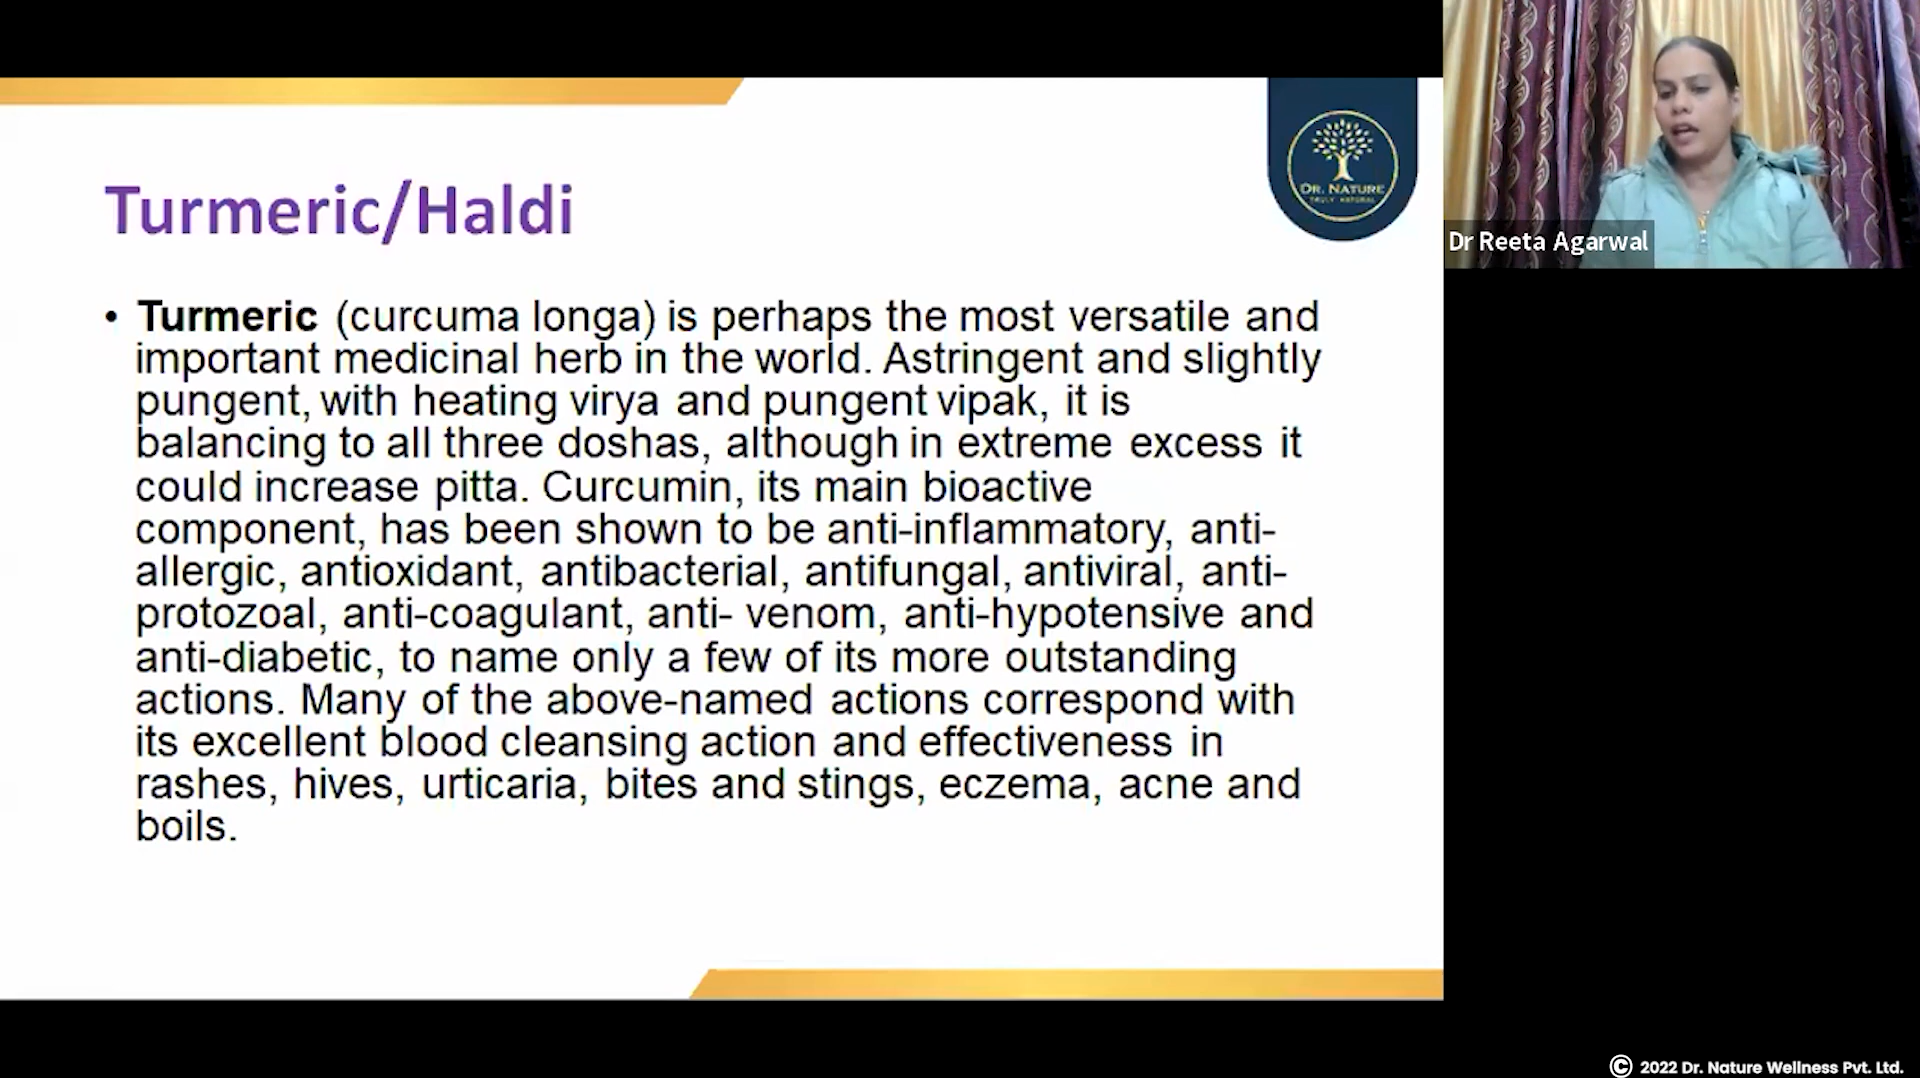 Turmeric/Haldi
DR. NATURE
TRULY NATURAL
Dr Reeta Agarwal
• Turmeric (curcuma longa) is perhaps the most versatile and
important medicinal herb in the world. Astringent and slightly
pungent, with heating virya and pungent vipak, it is
balancing to all three doshas, although in extreme excess it
could increase pitta. Curcumin, its main bioactive
component, has been shown to be anti-inflammatory, anti-
allergic, antioxidant, antibacterial, antifungal, antiviral, anti-
protozoal, anti-coagulant, anti- venom, anti-hypotensive and
anti-diabetic, to name only a few of its more outstanding
actions. Many of the above-named actions correspond with
its excellent blood cleansing action and effectiveness in
rashes, hives, urticaria, bites and stings, eczema, acne and
boils.
© 2022 Dr. Nature Wellness Pvt. Ltd.